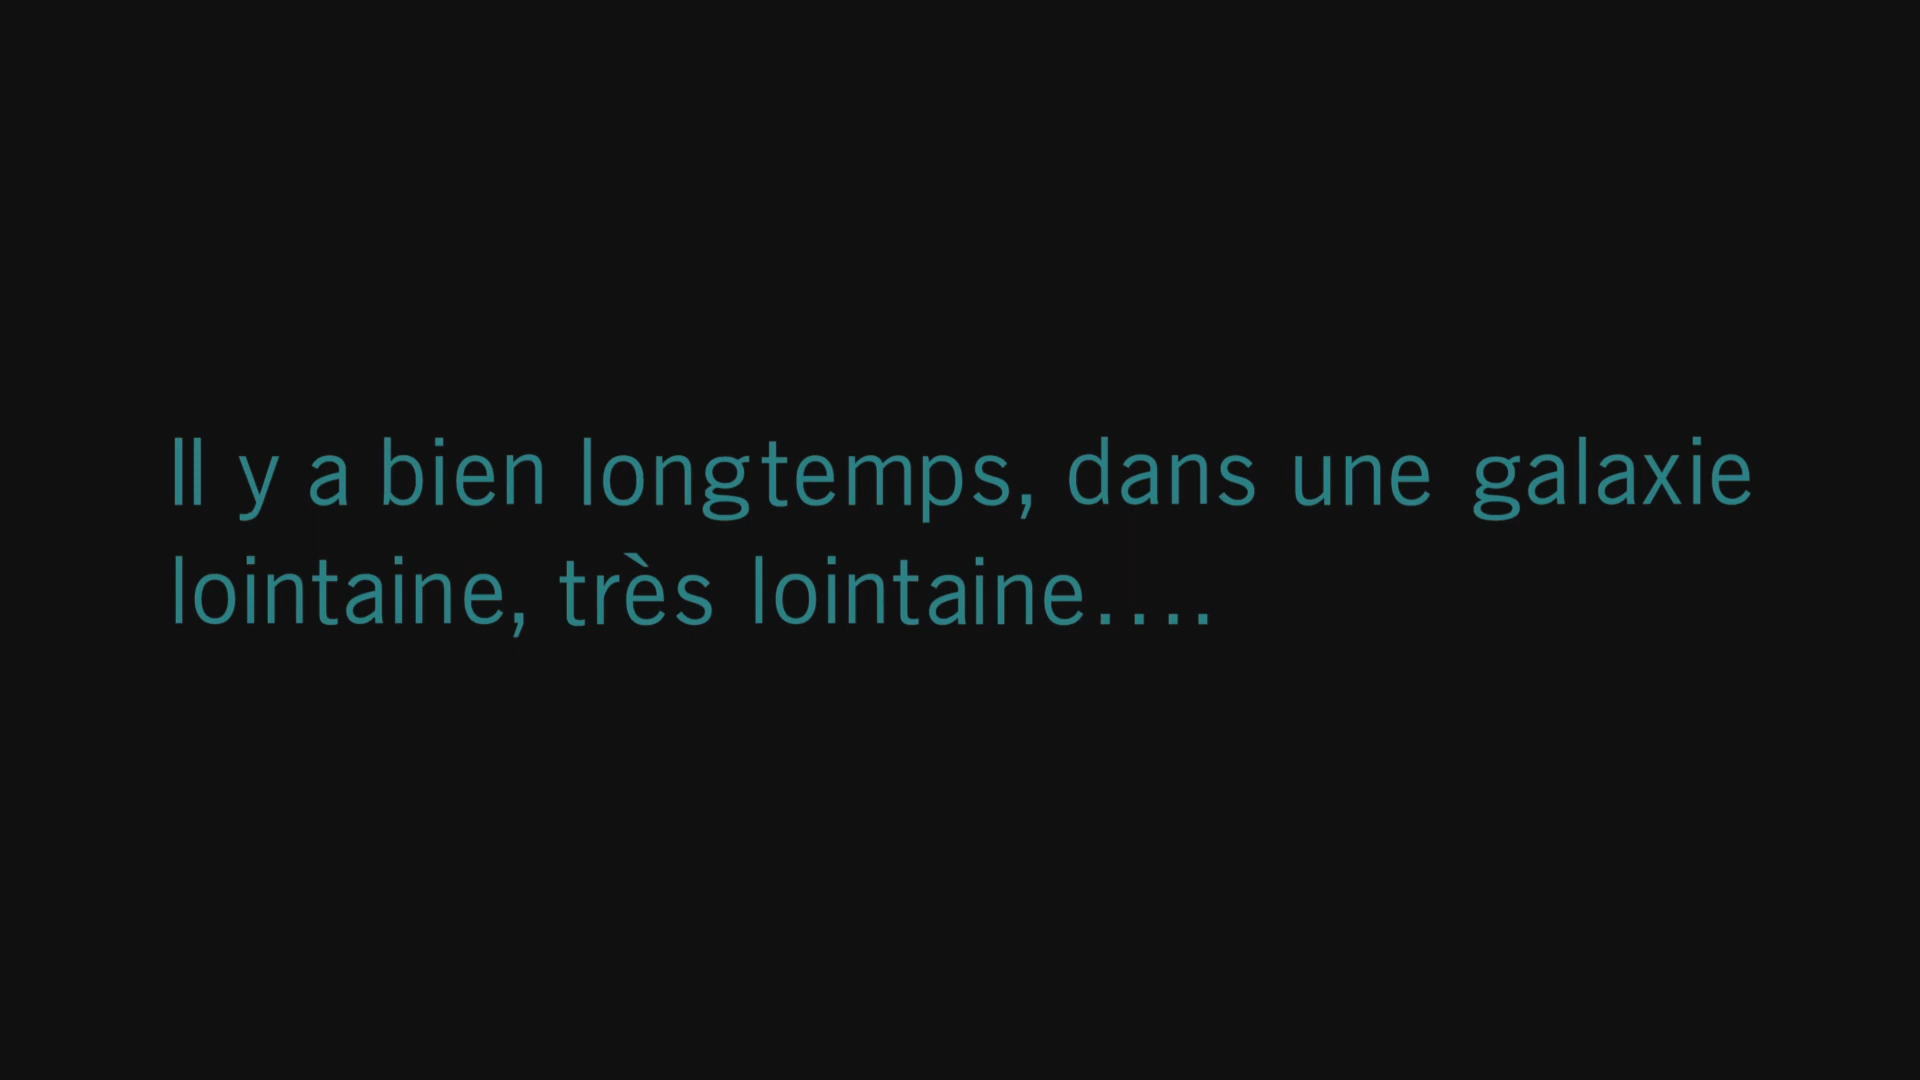 Il y a bien longtemps, dans une galaxie
lointaine, très lointaine....